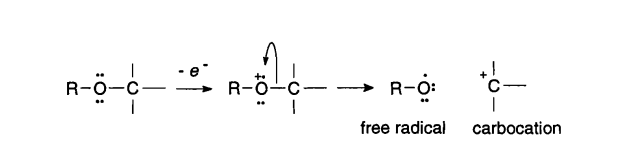 - e⁻
R–Ö–C– R–O–C– R–O: C–
free radical carbocation